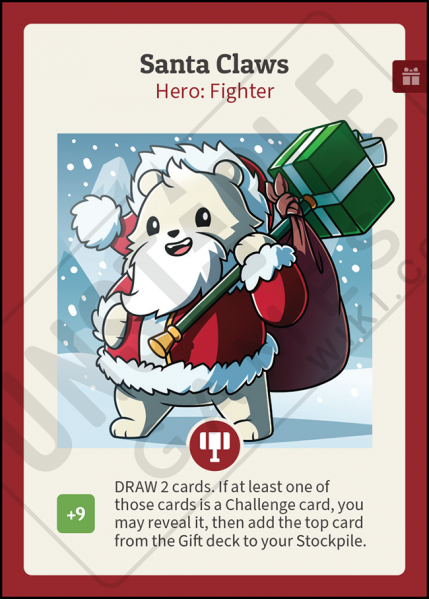 Santa Claws
Hero: Fighter
+9
DRAW 2 cards. If at least one of
those cards is a Challenge card, you
may reveal it, then add the top card
from the Gift deck to your Stockpile.